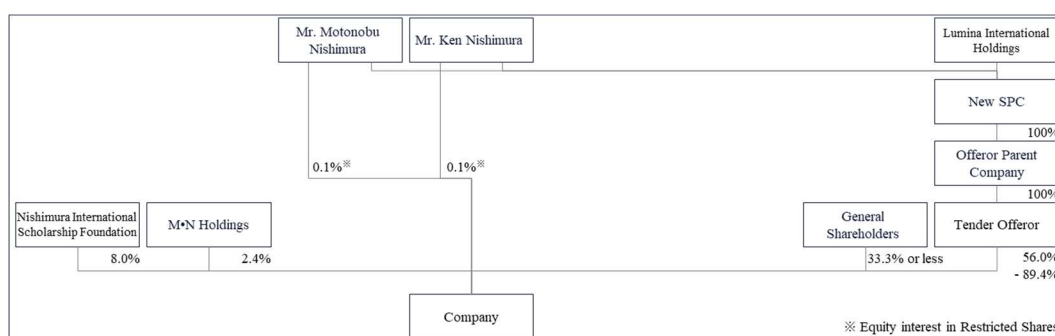 Mr. Motonobu
Nishimura
Mr. Ken Nishimura
Lumina International
Holdings
New SPC
100%
0.1%※
0.1%※
Offeror Parent
Company
100%
Nishimura International
Scholarship Foundation
M•N Holdings
General
Shareholders
Tender Offeror
8.0%
2.4%
33.3% or less
56.0%
- 89.4%
Company
※ Equity interest in Restricted Shares